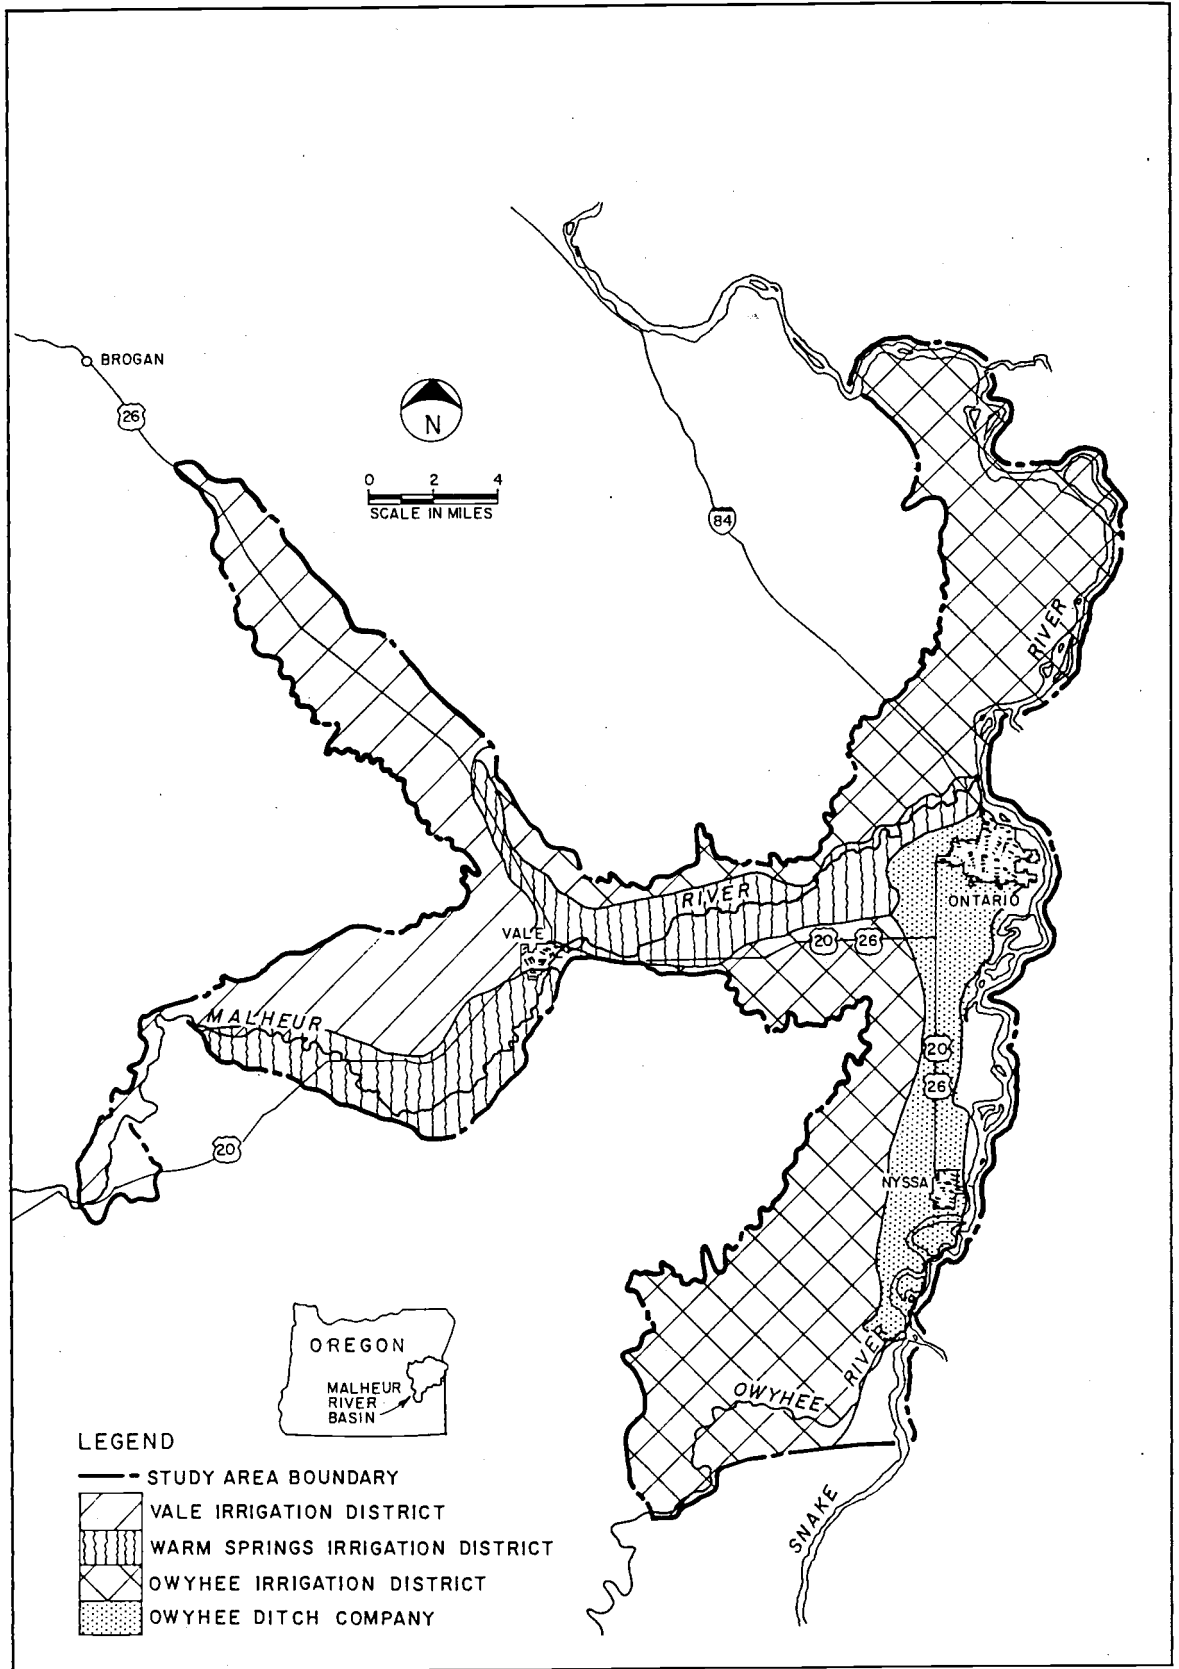 BROGAN
26
N
0 2 4
SCALE IN MILES
84
RIVER
RIVER
ONTARIO
VALE
20 26
MALHEUR
20
26
20
NYSSA
OREGON
MALHEUR
RIVER
BASIN
RIVER
OWYHEE
SNAKE
LEGEND
STUDY AREA BOUNDARY
VALE IRRIGATION DISTRICT
WARM SPRINGS IRRIGATION DISTRICT
OWYHEE IRRIGATION DISTRICT
OWYHEE DITCH COMPANY